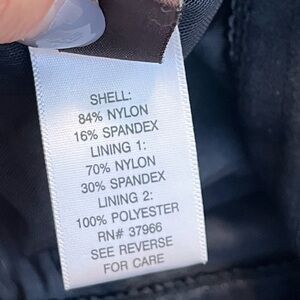 SHELL:
84% NYLON
16% SPANDEX
LINING 1:
70% NYLON
30% SPANDEX
LINING 2:
100% POLYESTER
RN# 37966
SEE REVERSE
FOR CARE